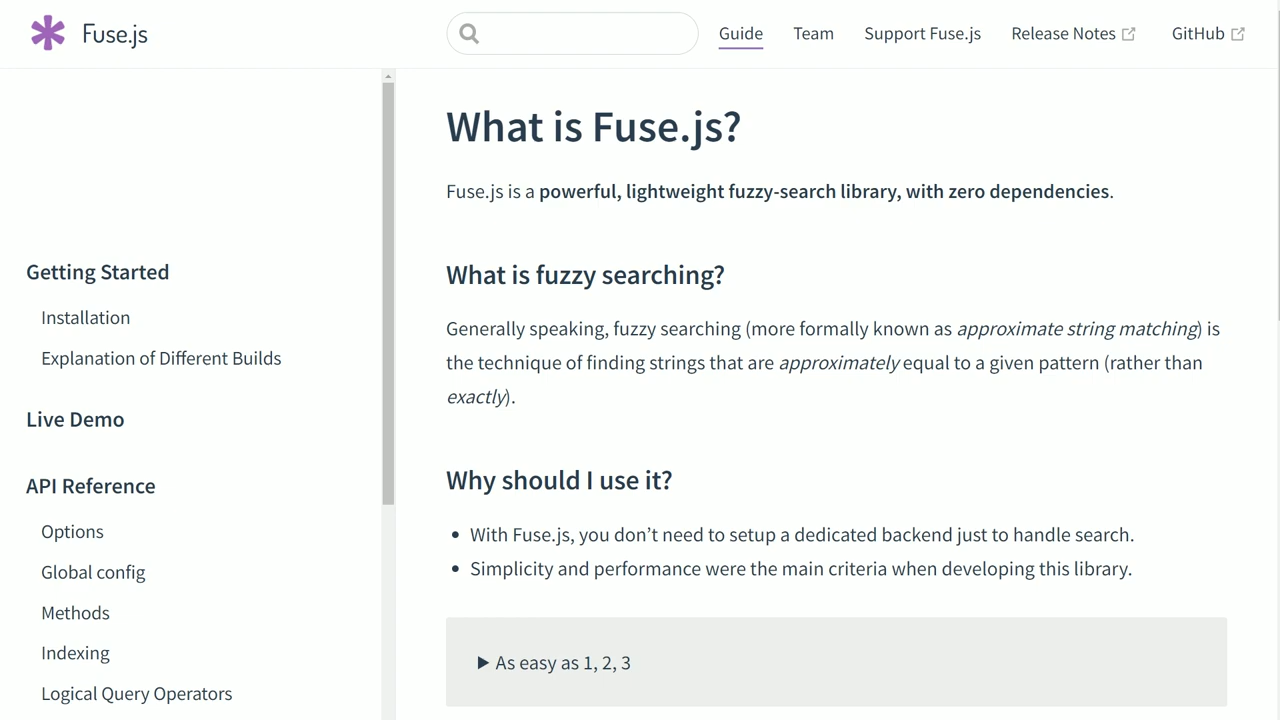 Fuse.js
Guide
Team
Support Fuse.js
Release Notes
GitHub
Getting Started
Installation
Explanation of Different Builds
Live Demo
API Reference
Options
Global config
Methods
Indexing
Logical Query Operators
What is Fuse.js?
Fuse.js is a powerful, lightweight fuzzy-search library, with zero dependencies.
What is fuzzy searching?
Generally speaking, fuzzy searching (more formally known as approximate string matching) is
the technique of finding strings that are approximately equal to a given pattern (rather than
exactly).
Why should I use it?
• With Fuse.js, you don’t need to setup a dedicated backend just to handle search.
• Simplicity and performance were the main criteria when developing this library.
▶ As easy as 1, 2, 3